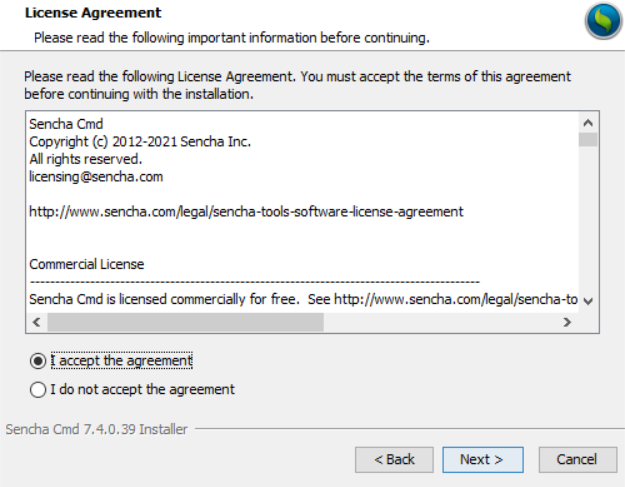 License Agreement
Please read the following important information before continuing.
Please read the following License Agreement. You must accept the terms of this agreement
before continuing with the installation.
Sencha Cmd
Copyright (c) 2012-2021 Sencha Inc.
All rights reserved.
licensing@sencha.com
http://www.sencha.com/legal/sencha-tools-software-license-agreement
Commercial License
------------------------------------------------------------------------------------------
Sencha Cmd is licensed commercially for free.  See http://www.sencha.com/legal/sencha-to
I accept the agreement
I do not accept the agreement
Sencha Cmd 7.4.0.39 Installer
< Back Next > Cancel